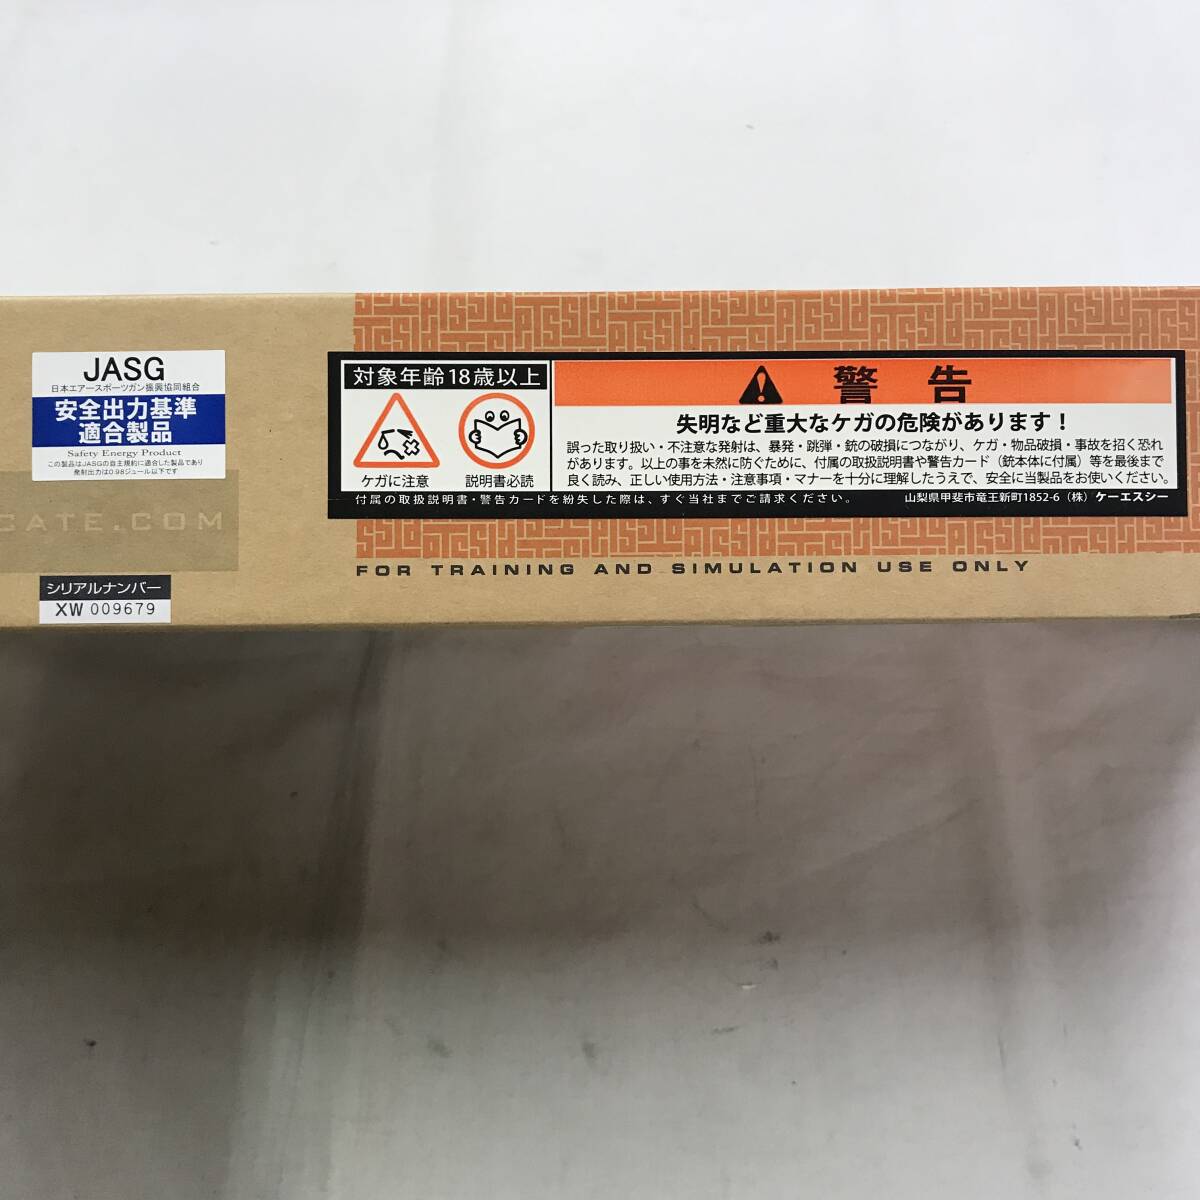 JASG
日本エアースポーツガン振興協同組合
安全出力基準
適合製品
Safety Energy Product
この製品はJASGの自主規約に適合した製品であり
発射出力は0.98ジュール以下です
CATE.COM
シリアルナンバー
XW 009679
対象年齢18歳以上
ケガに注意
説明書必読
警告
失明など重大なケガの危険があります！
誤った取り扱い・不注意な発射は、暴発・跳弾・銃の破損につながり、ケガ・物品破損・事故を招く恐れ
があります。以上の事を未然に防ぐために、付属の取扱説明書や警告カード（銃本体に付属）等を最後まで
良く読み、正しい使用方法・注意事項・マナーを十分に理解したうえで、安全に当製品をお使いください。
付属の取扱説明書・警告カードを紛失した際は、すぐ当社までご請求ください。
山梨県甲斐市竜王新町1852-6（株）ケーエスシー
FOR TRAINING AND SIMULATION USE ONLY